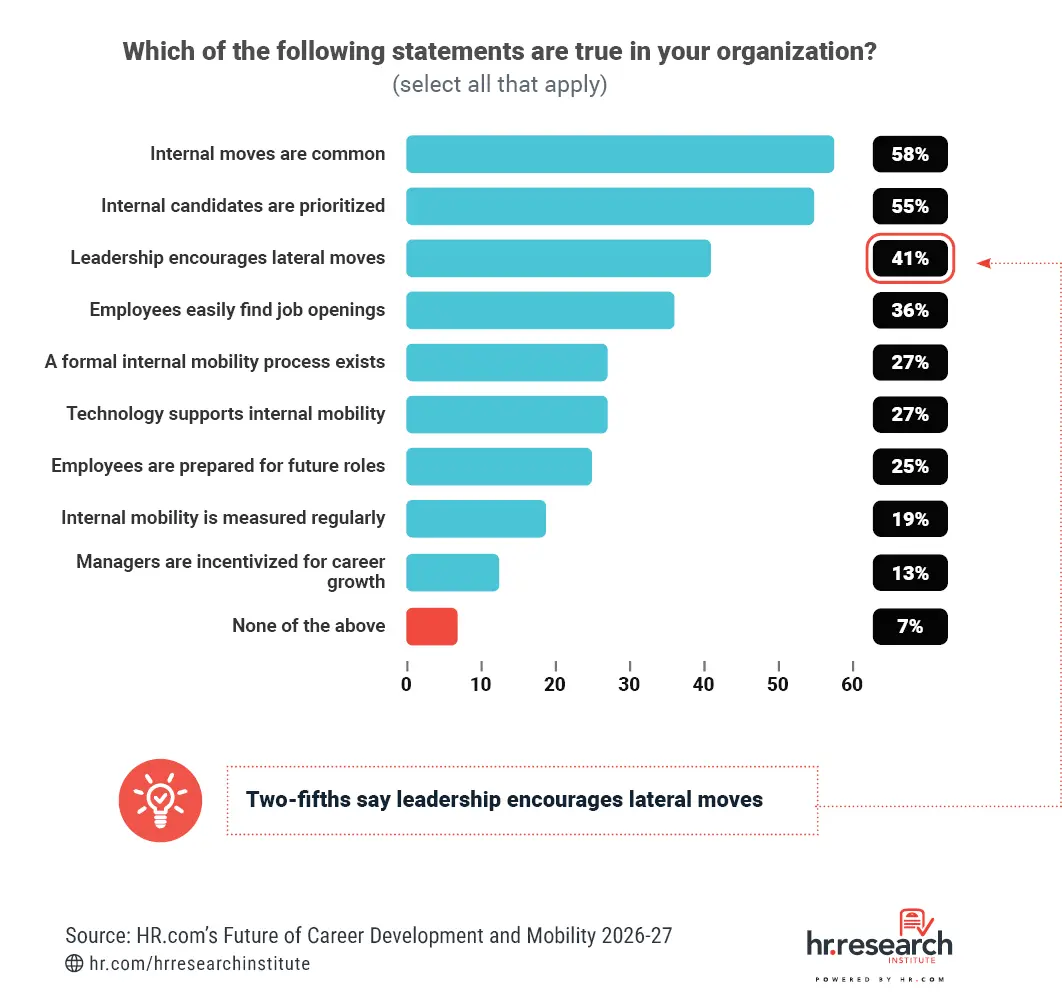 Which of the following statements are true in your organization?
(select all that apply)
Internal moves are common
58%
Internal candidates are prioritized
55%
Leadership encourages lateral moves
41%
Employees easily find job openings
36%
A formal internal mobility process exists
27%
Technology supports internal mobility
27%
Employees are prepared for future roles
25%
Internal mobility is measured regularly
19%
Managers are incentivized for career
growth
13%
None of the above
7%
0 10 20 30 40 50 60
Two-fifths say leadership encourages lateral moves
Source: HR.com’s Future of Career Development and Mobility 2026-27
hr.com/hrresearchinstitute
hr.research
INSTITUTE
POWERED BY HR.COM